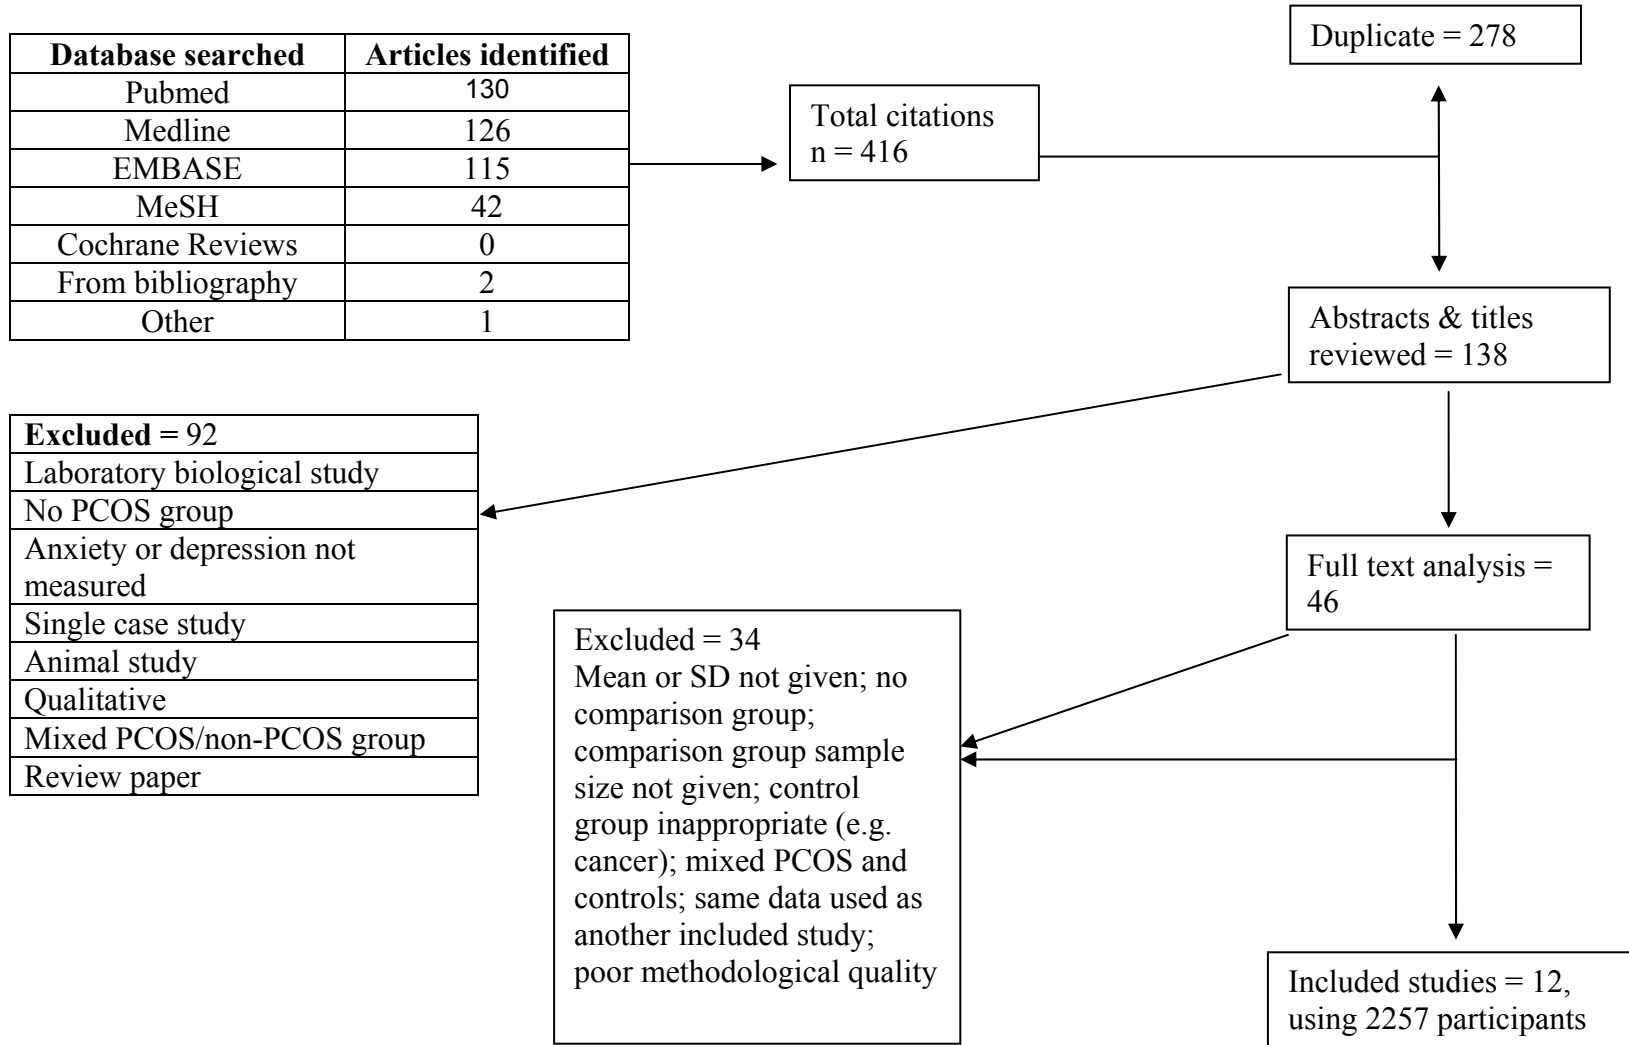 Database searched Articles identified
Pubmed 130
Medline 126
EMBASE 115
MeSH 42
Cochrane Reviews 0
From bibliography 2
Other 1
Total citations
n = 416
Duplicate = 278
Abstracts & titles
reviewed = 138
Excluded = 92
Laboratory biological study
No PCOS group
Anxiety or depression not
measured
Single case study
Animal study
Qualitative
Mixed PCOS/non-PCOS group
Review paper
Full text analysis =
46
Excluded = 34
Mean or SD not given; no
comparison group;
comparison group sample
size not given; control
group inappropriate (e.g.
cancer); mixed PCOS and
controls; same data used as
another included study;
poor methodological quality
Included studies = 12,
using 2257 participants